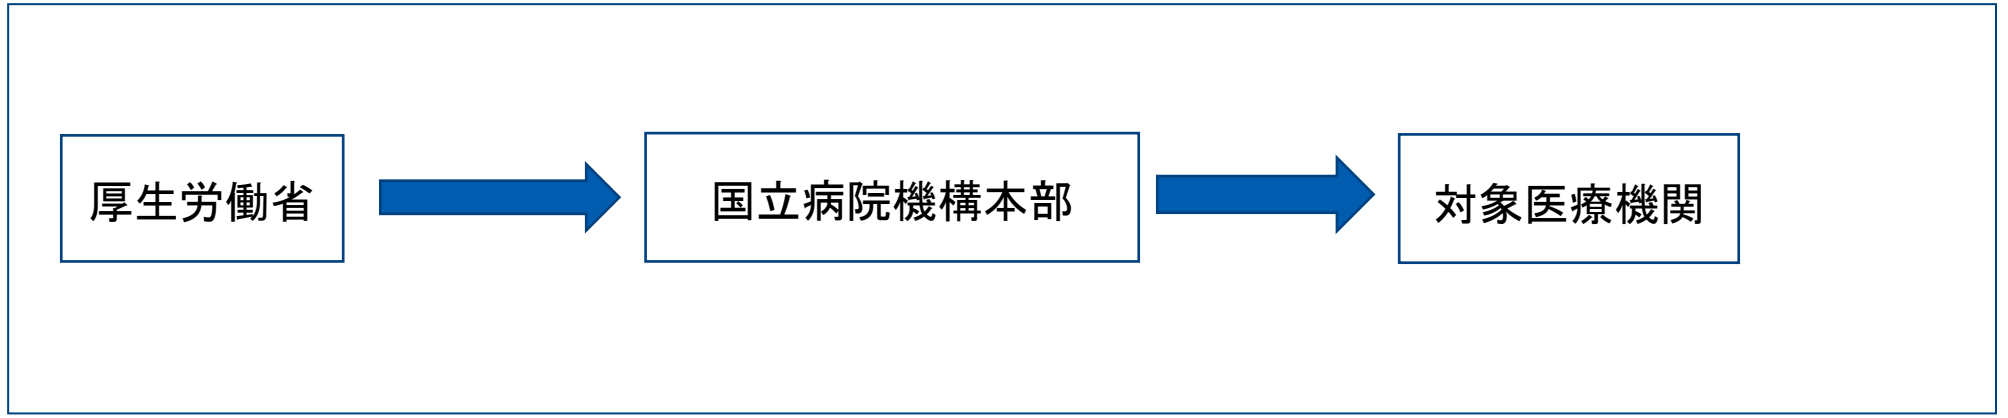 厚生労働省
国立病院機構本部
対象医療機関